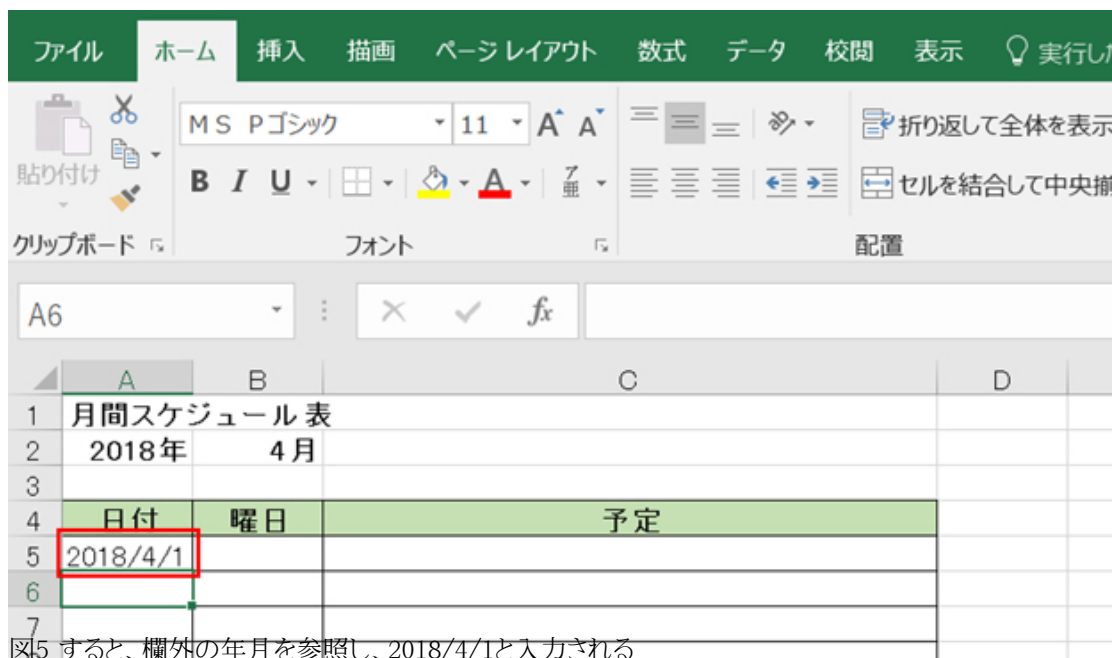 ファイル ホーム 挿入 描画 ページ レイアウト 数式 データ 校閲 表示 実行し
MS Pゴシック 11 A A 折り返して全体を表示
貼り付け B I U A ア亜 セルを結合して中央揃
クリップボード フォント 配置
A6 fx
A B C D
1 月間スケジュール表
2 2018年 4月
3
4 日付 曜日 予定
5 2018/4/1
6
7
図5 すると、欄外の年月を参照し、2018/4/1と入力される